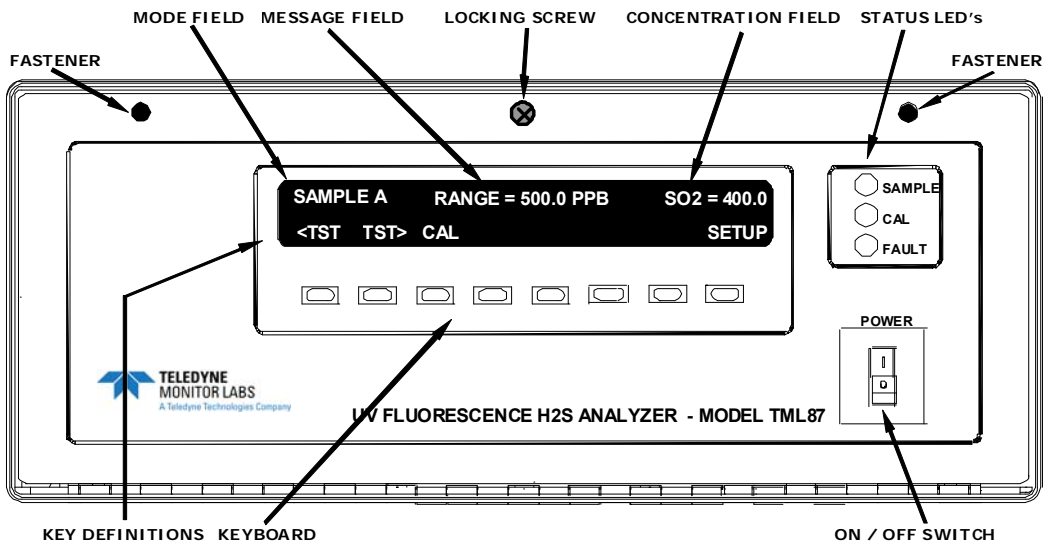 MODE FIELD MESSAGE FIELD LOCKING SCREW CONCENTRATION FIELD STATUS LED's
FASTENER FASTENER
SAMPLE A RANGE = 500.0 PPB SO2 = 400.0
<TST TST> CAL SETUP
SAMPLE
CAL
FAULT
POWER
TELEDYNE
MONITOR LABS
A Teledyne Technologies Company
UV FLUORESCENCE H2S ANALYZER - MODEL TML87
KEY DEFINITIONS KEYBOARD ON / OFF SWITCH